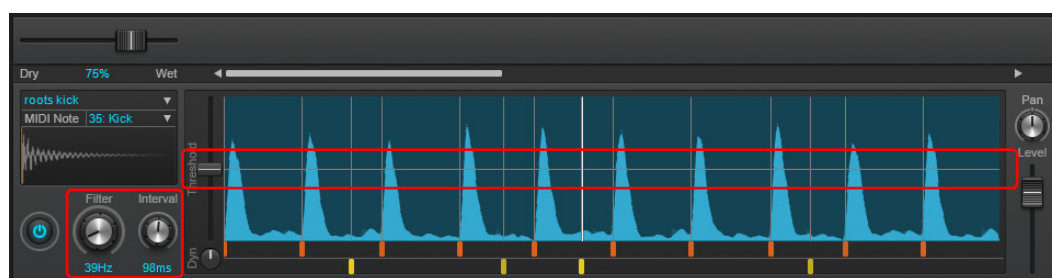 Dry 75% Wet
roots kick
MIDI Note 35: Kick
Pan
Threshold
Level
Filter Interval
39Hz 98ms
Dyn